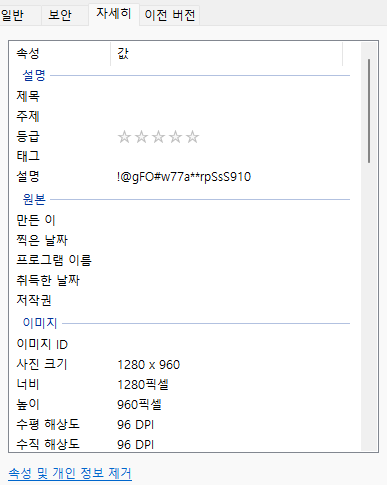 일반 보안 자세히 이전 버전
속성 값
설명
제목
주제
등급 ☆☆☆☆☆
태그
설명 !@gFO#w77a**rpSsS910
원본
만든 이
찍은 날짜
프로그램 이름
취득한 날짜
저작권
이미지
이미지 ID
사진 크기 1280 x 960
너비 1280픽셀
높이 960픽셀
수평 해상도 96 DPI
수직 해상도 96 DPI
속성 및 개인 정보 제거